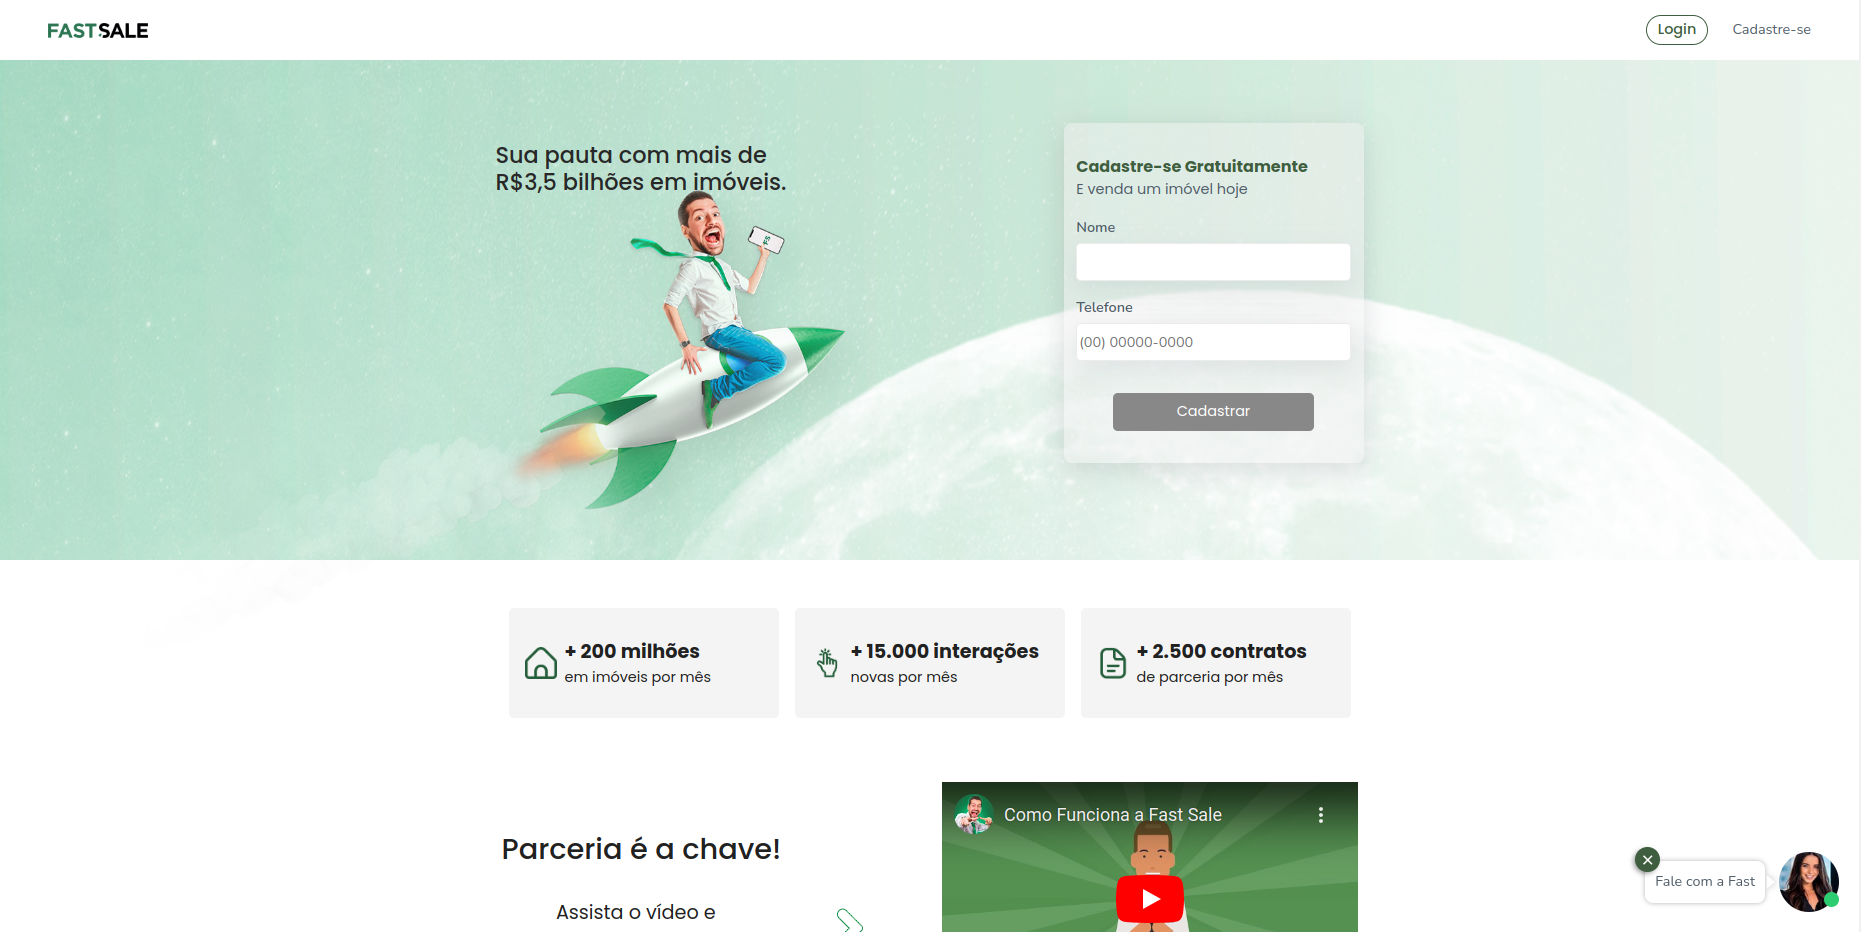 FASTSALE
Login
Cadastre-se
Sua pauta com mais de
R$3,5 bilhões em imóveis.
FS
Cadastre-se Gratuitamente
E venda um imóvel hoje
Nome
Telefone
(00) 00000-0000
Cadastrar
+ 200 milhões
em imóveis por mês
+ 15.000 interações
novas por mês
+ 2.500 contratos
de parceria por mês
Parceria é a chave!
Assista o vídeo e
Como Funciona a Fast Sale
Fale com a Fast